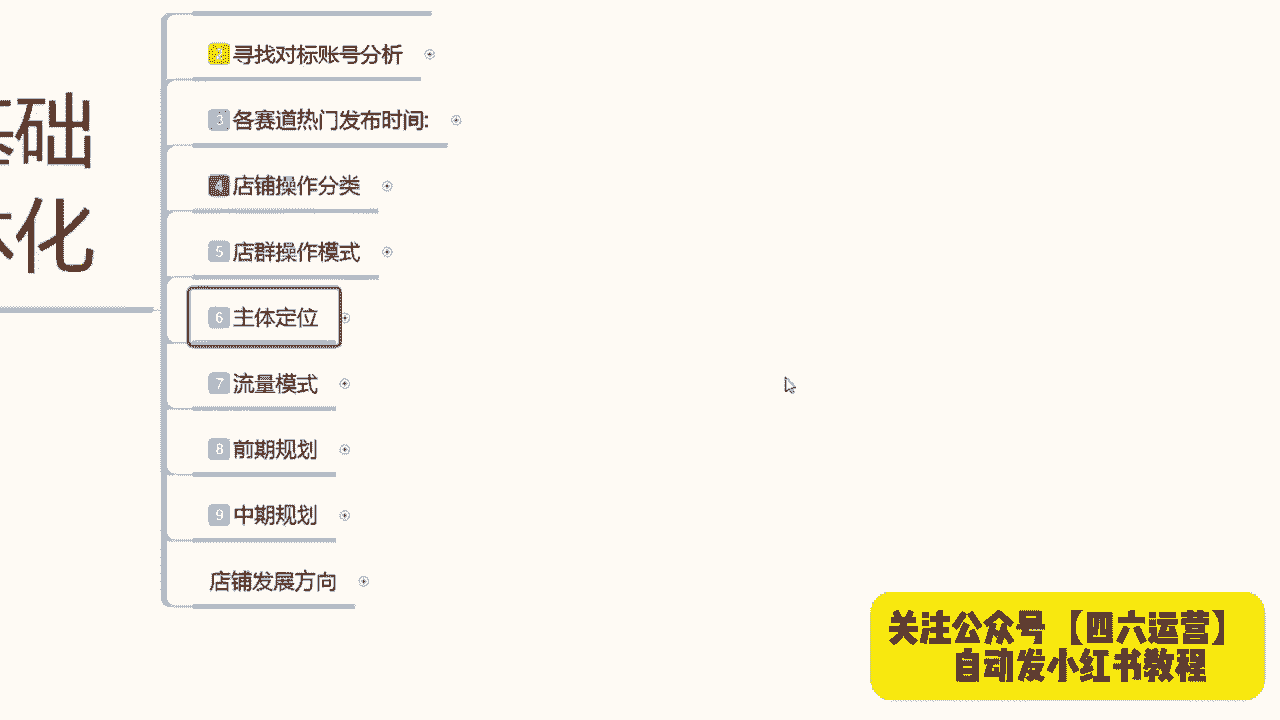 础
化
2 寻找对标账号分析
3 各赛道热门发布时间:
4 店铺操作分类
5 店群操作模式
6 主体定位
7 流量模式
8 前期规划
9 中期规划
店铺发展方向
关注公众号【四六运营】
自动发小红书教程